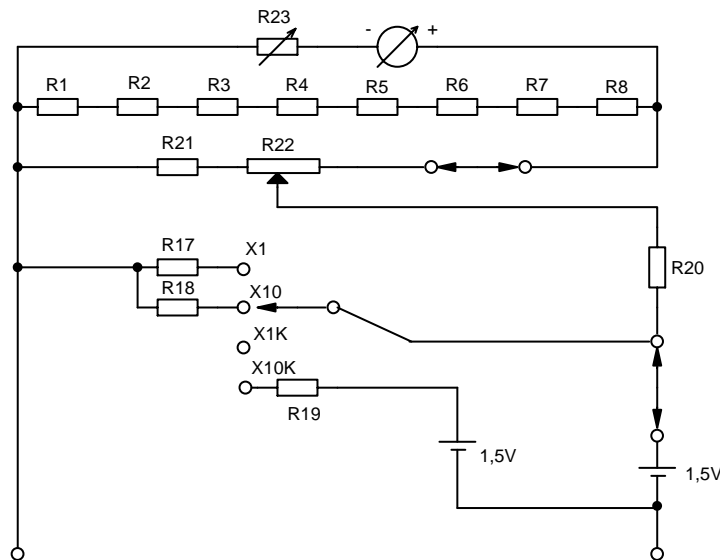 R23
- +
R1 R2 R3 R4 R5 R6 R7 R8
R21 R22
R17 X1
R20
R18 X10
X1K
X10K
R19
1,5V
1,5V